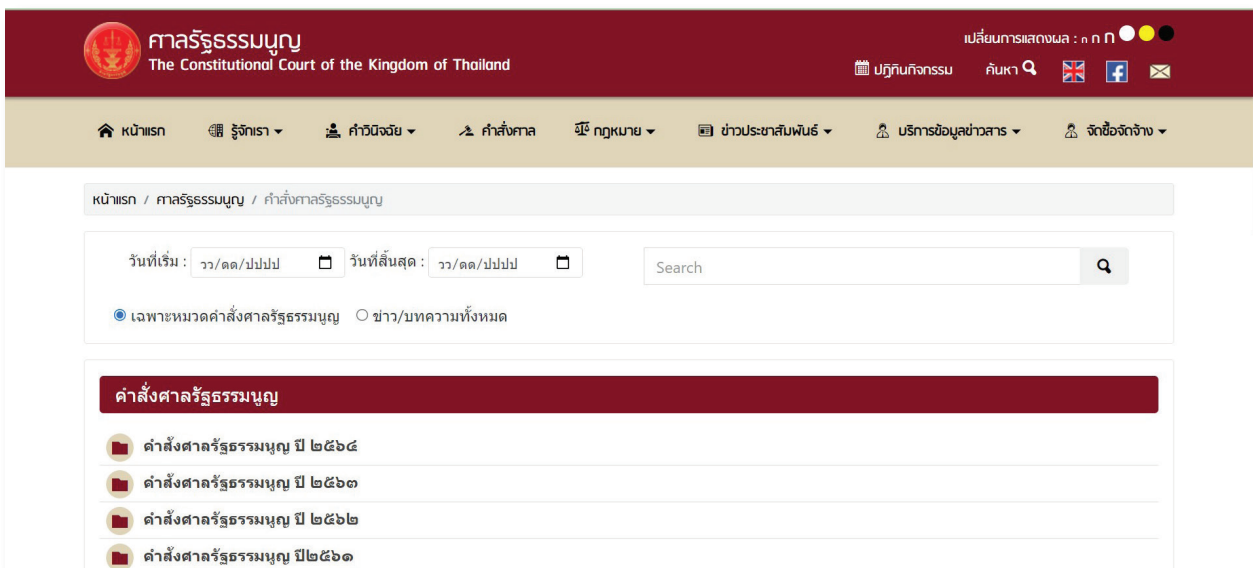 ศาลรัฐธรรมนูญ
The Constitutional Court of the Kingdom of Thailand
เปลี่ยนการแสดงผล : ก ก ก
ปฏิทินกิจกรรม ค้นหา
หน้าแรก รู้จักเรา คำวินิจฉัย คำสั่งศาล กฎหมาย ข่าวประชาสัมพันธ์ บริการข้อมูลข่าวสาร จัดซื้อจัดจ้าง
หน้าแรก / ศาลรัฐธรรมนูญ / คำสั่งศาลรัฐธรรมนูญ
วันที่เริ่ม : วว/ดด/ปปปป วันที่สิ้นสุด : วว/ดด/ปปปป Search
เฉพาะหมวดคำสั่งศาลรัฐธรรมนูญ ข่าว/บทความทั้งหมด
คำสั่งศาลรัฐธรรมนูญ
คำสั่งศาลรัฐธรรมนูญ ปี ๒๕๖๔
คำสั่งศาลรัฐธรรมนูญ ปี ๒๕๖๓
คำสั่งศาลรัฐธรรมนูญ ปี ๒๕๖๒
คำสั่งศาลรัฐธรรมนูญ ปี๒๕๖๑